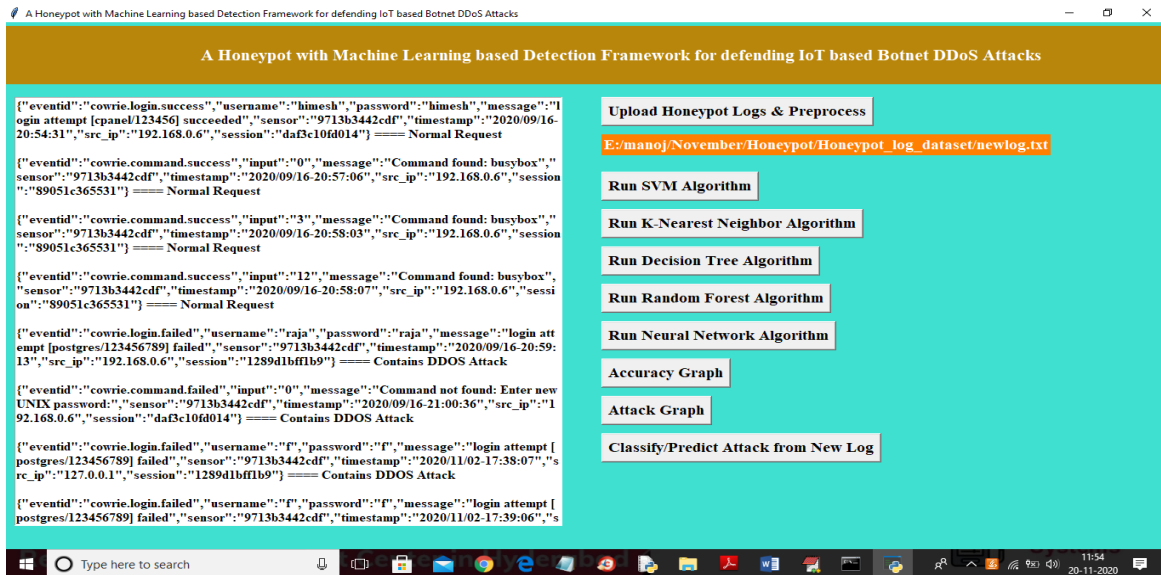 A Honeypot with Machine Learning based Detection Framework for defending IoT based Botnet DDoS Attacks
A Honeypot with Machine Learning based Detection Framework for defending IoT based Botnet DDoS Attacks
{"eventid":"cowrie.login.success","username":"himesh","password":"himesh","message":"l
ogin attempt [cpanel/123456] succeeded","sensor":"9713b3442cdf","timestamp":"2020/09/16-
20:54:31","src_ip":"192.168.0.6","session":"daf3c10fd014"} ==== Normal Request
{"eventid":"cowrie.command.success","input":"0","message":"Command found: busybox","
sensor":"9713b3442cdf","timestamp":"2020/09/16-20:57:06","src_ip":"192.168.0.6","session
":"89051c365531"} ==== Normal Request
{"eventid":"cowrie.command.success","input":"3","message":"Command found: busybox","
sensor":"9713b3442cdf","timestamp":"2020/09/16-20:58:03","src_ip":"192.168.0.6","session
":"89051c365531"} ==== Normal Request
{"eventid":"cowrie.command.success","input":"12","message":"Command found: busybox",
"sensor":"9713b3442cdf","timestamp":"2020/09/16-20:58:07","src_ip":"192.168.0.6","sessi
on":"89051c365531"} ==== Normal Request
{"eventid":"cowrie.login.failed","username":"raja","password":"raja","message":"login att
empt [postgres/123456789] failed","sensor":"9713b3442cdf","timestamp":"2020/09/16-20:59:
13","src_ip":"192.168.0.6","session":"1289d1bff1b9"} ==== Contains DDOS Attack
{"eventid":"cowrie.command.failed","input":"0","message":"Command not found: Enter new
UNIX password:","sensor":"9713b3442cdf","timestamp":"2020/09/16-21:00:36","src_ip":"1
92.168.0.6","session":"daf3c10fd014"} ==== Contains DDOS Attack
{"eventid":"cowrie.login.failed","username":"f","password":"f","message":"login attempt [
postgres/123456789] failed","sensor":"9713b3442cdf","timestamp":"2020/11/02-17:38:07","s
rc_ip":"127.0.0.1","session":"1289d1bff1b9"} ==== Contains DDOS Attack
{"eventid":"cowrie.login.failed","username":"f","password":"f","message":"login attempt [
postgres/123456789] failed","sensor":"9713b3442cdf","timestamp":"2020/11/02-17:39:06","s
Upload Honeypot Logs & Preprocess
E:/manoj/November/Honeypot/Honeypot_log_dataset/newlog.txt
Run SVM Algorithm
Run K-Nearest Neighbor Algorithm
Run Decision Tree Algorithm
Run Random Forest Algorithm
Run Neural Network Algorithm
Accuracy Graph
Attack Graph
Classify/Predict Attack from New Log
Type here to search
11:54
20-11-2020